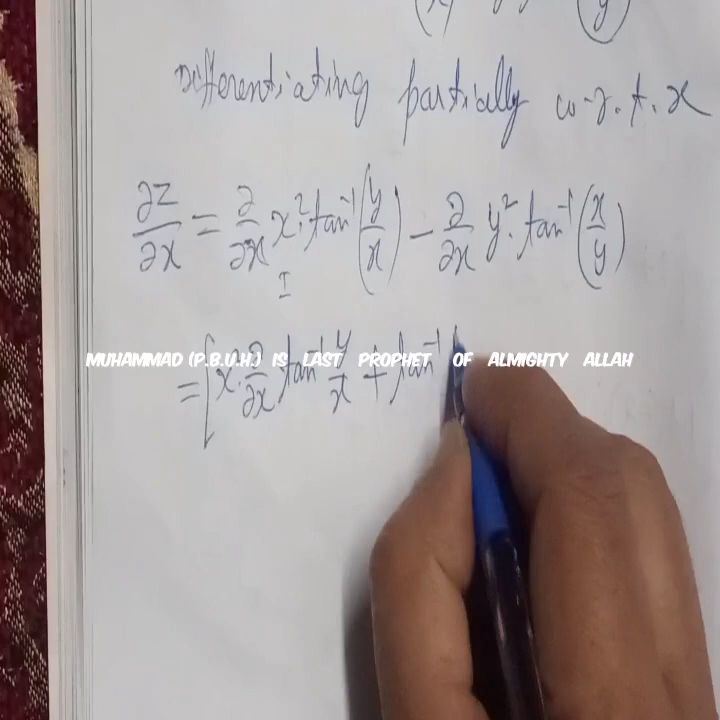 Differentiating partially w.r.t. x
∂z/∂x = ∂/∂x x². tan⁻¹(y/x) − ∂/∂x y². tan⁻¹(x/y)
I
MUHAMMAD (P.B.U.H.) IS LAST PROPHET OF ALMIGHTY ALLAH
= [x². ∂/∂x tan⁻¹ y/x + tan⁻¹